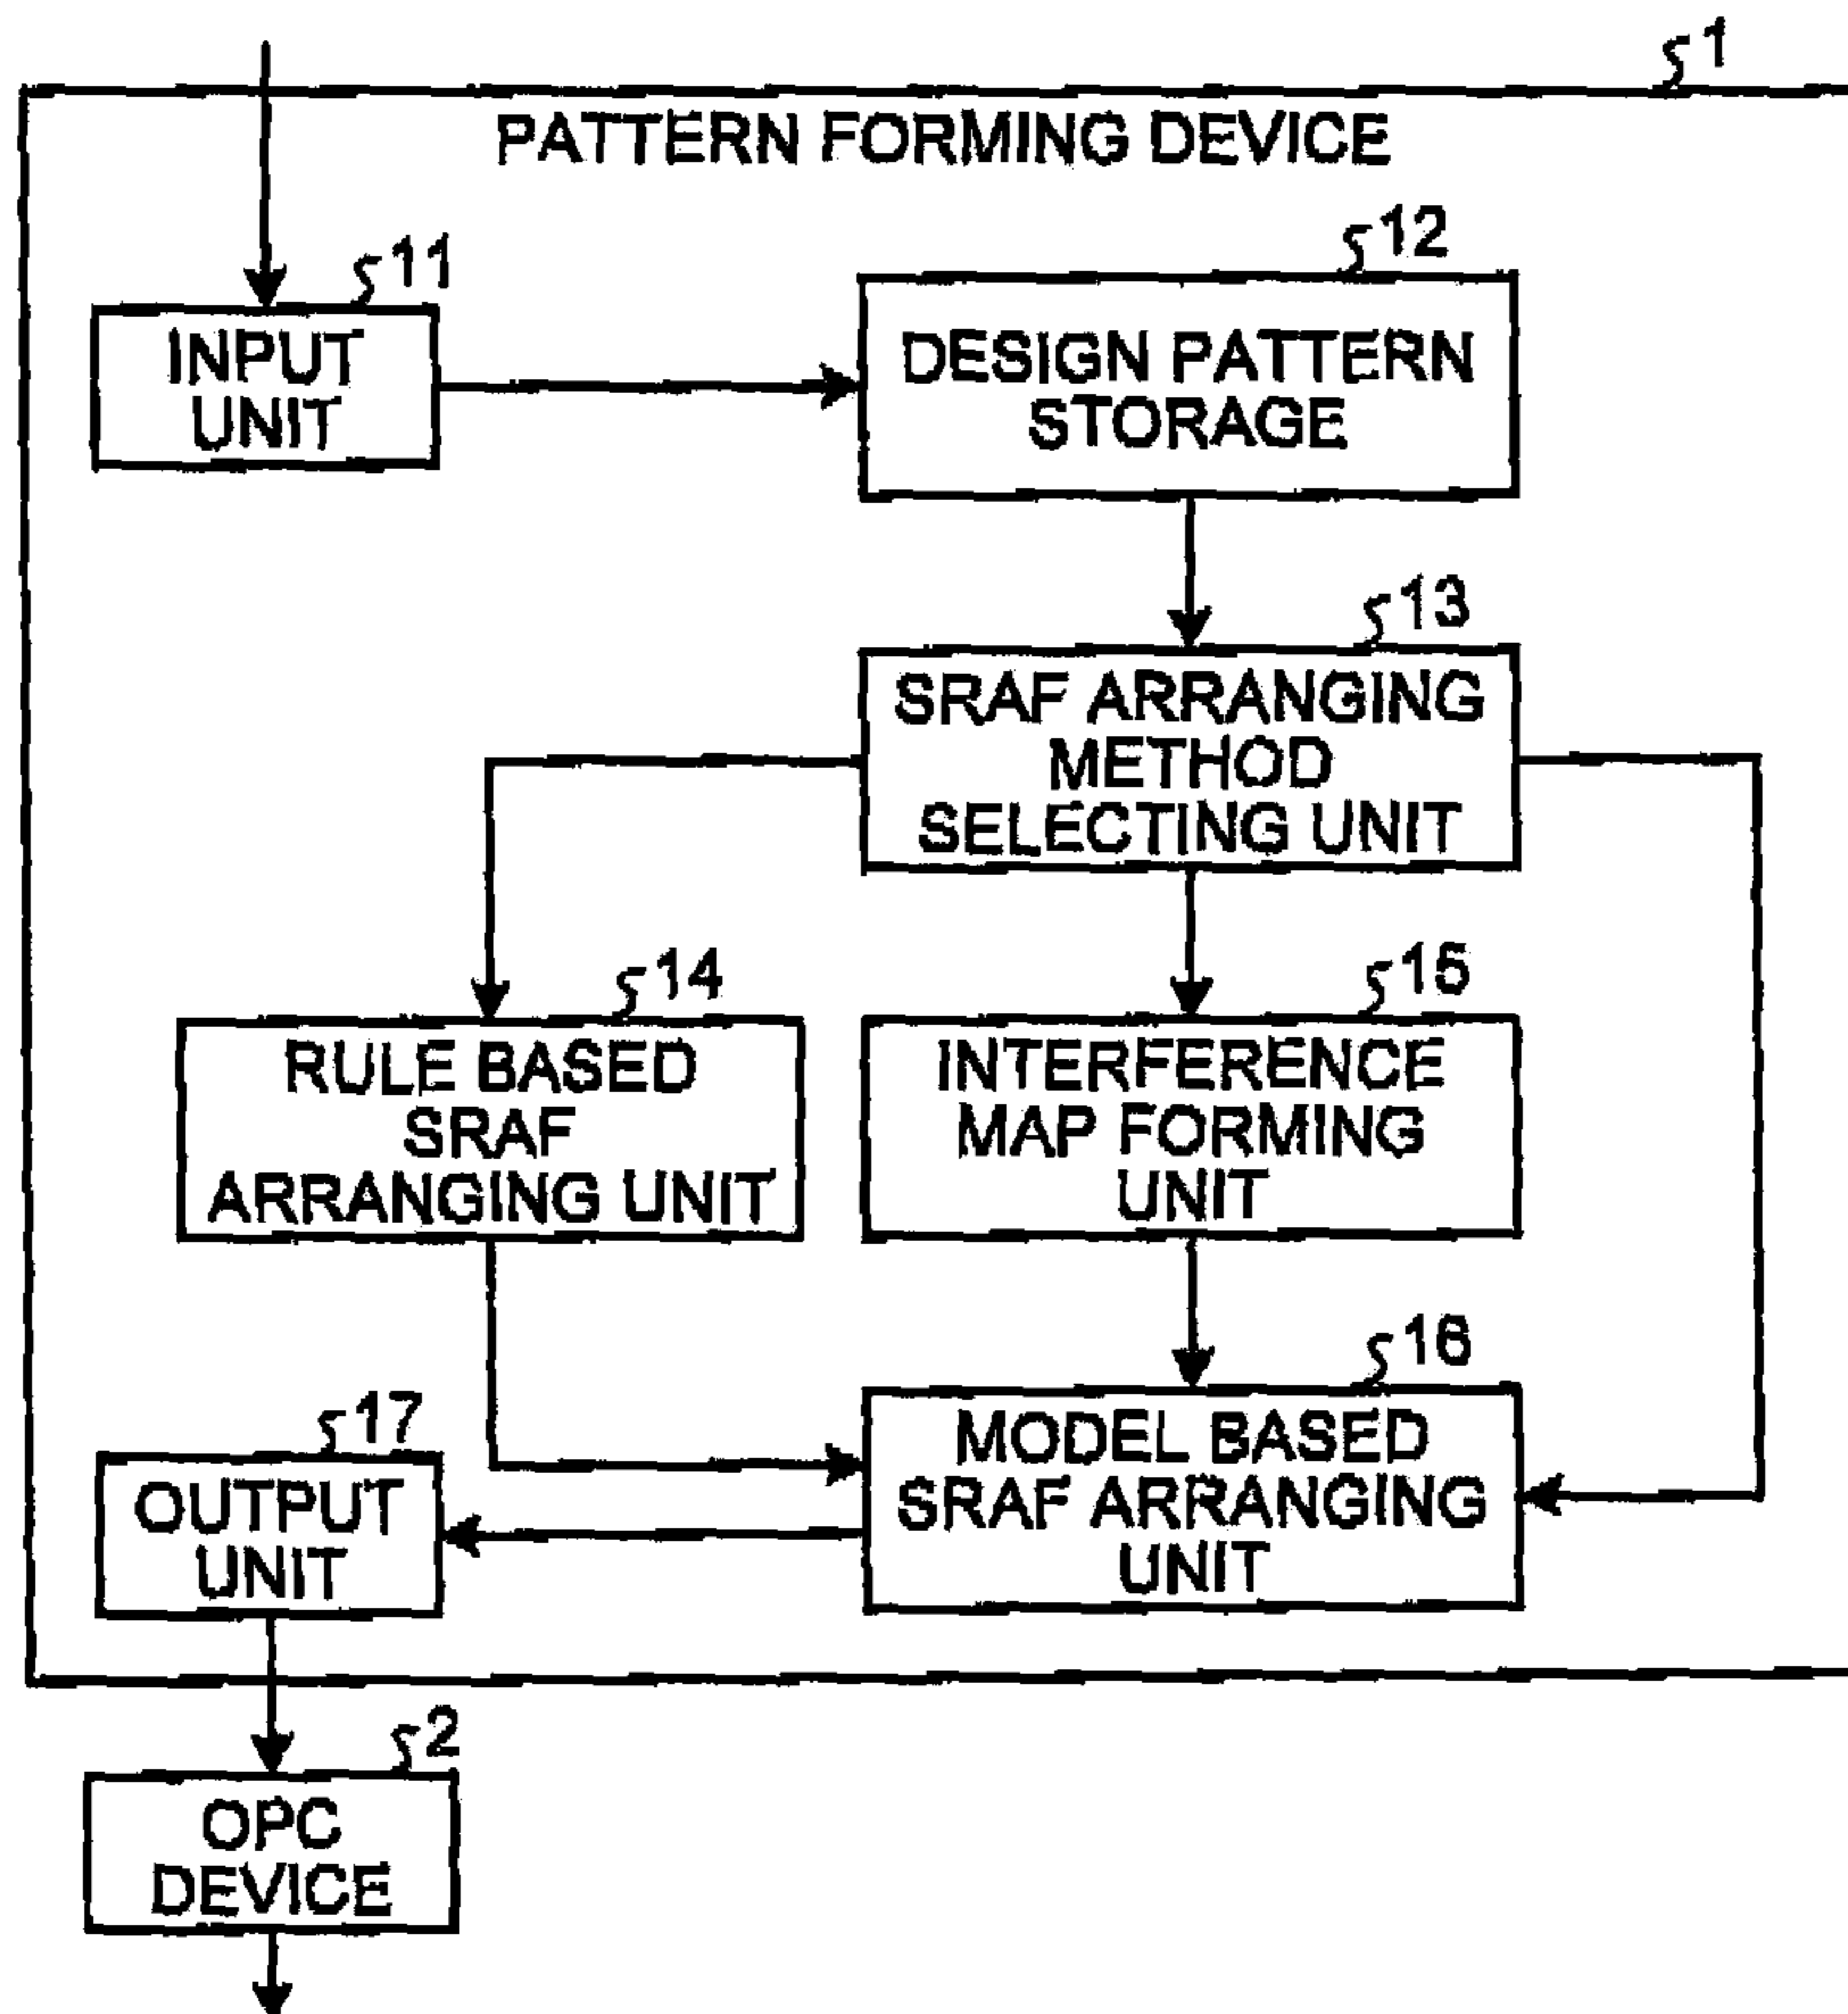 1
PATTERN FORMING DEVICE
11
INPUT
UNIT
12
DESIGN PATTERN
STORAGE
13
SRAF ARRANGING
METHOD
SELECTING UNIT
14
RULE BASED
SRAF
ARRANGING UNIT
15
INTERFERENCE
MAP FORMING
UNIT
16
MODEL BASED
SRAF ARRANGING
UNIT
17
OUTPUT
UNIT
2
OPC
DEVICE